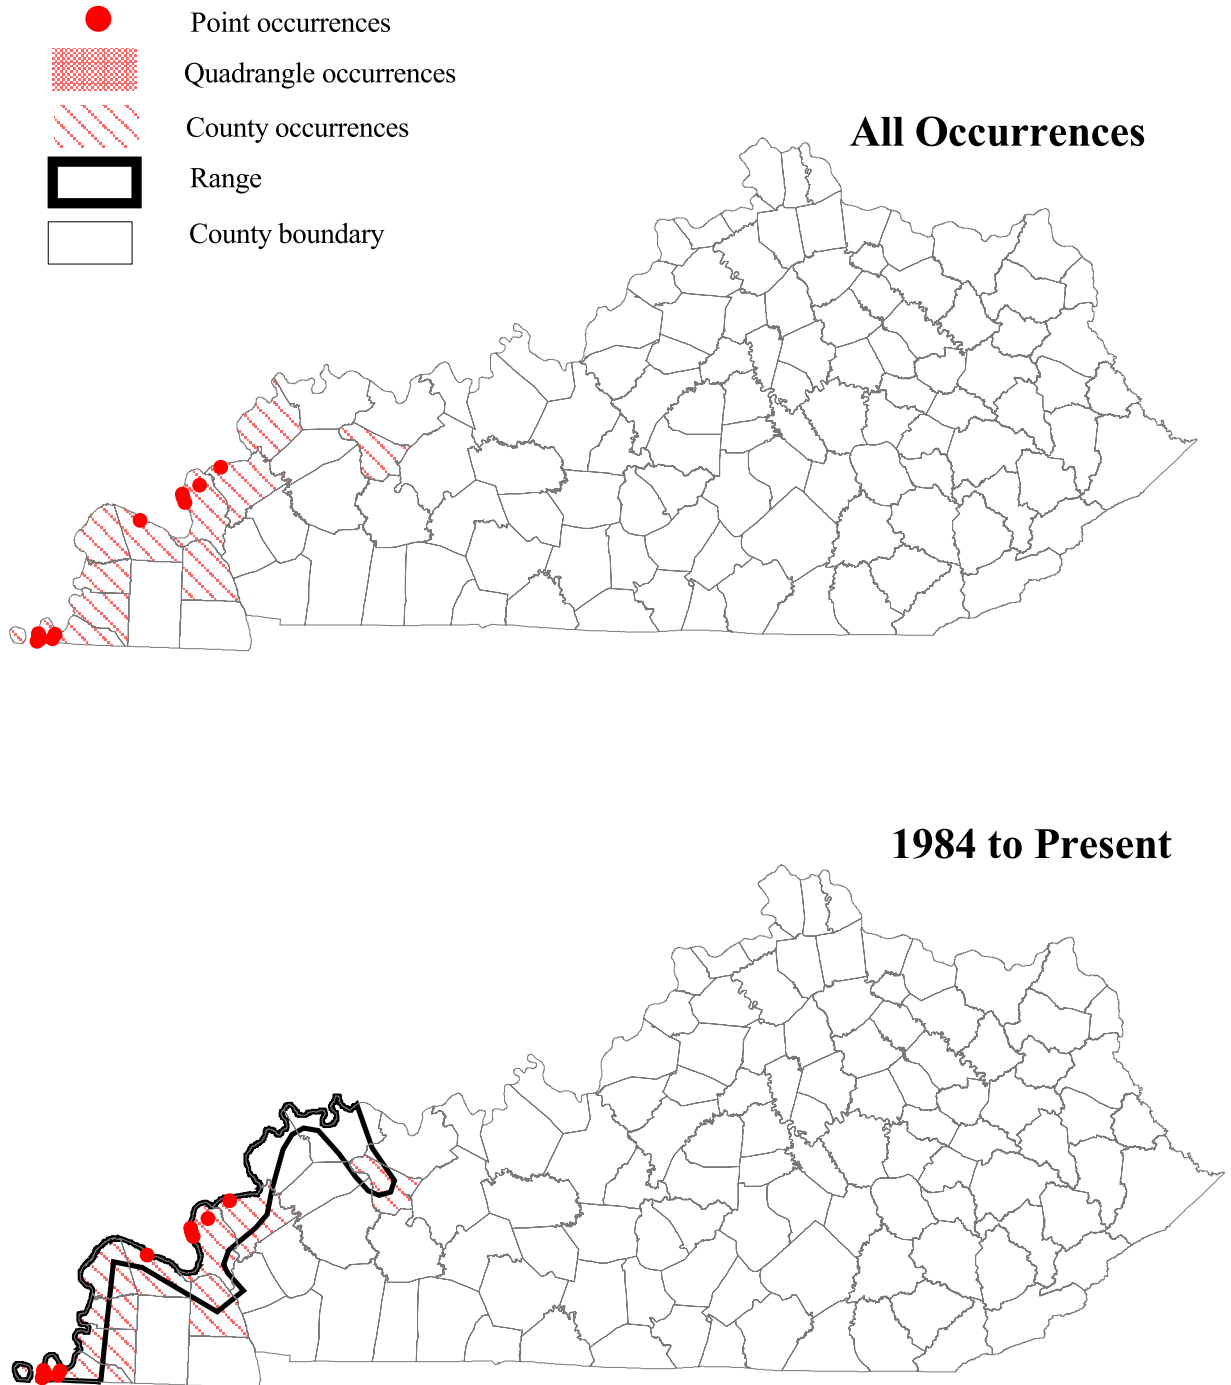 Point occurrences
Quadrangle occurrences
County occurrences
Range
County boundary
All Occurrences
1984 to Present